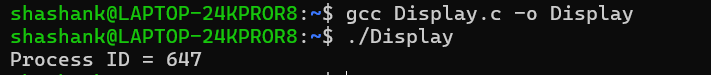 shashank@LAPTOP-24KPROR8:~$ gcc Display.c -o Display
shashank@LAPTOP-24KPROR8:~$ ./Display
Process ID = 647